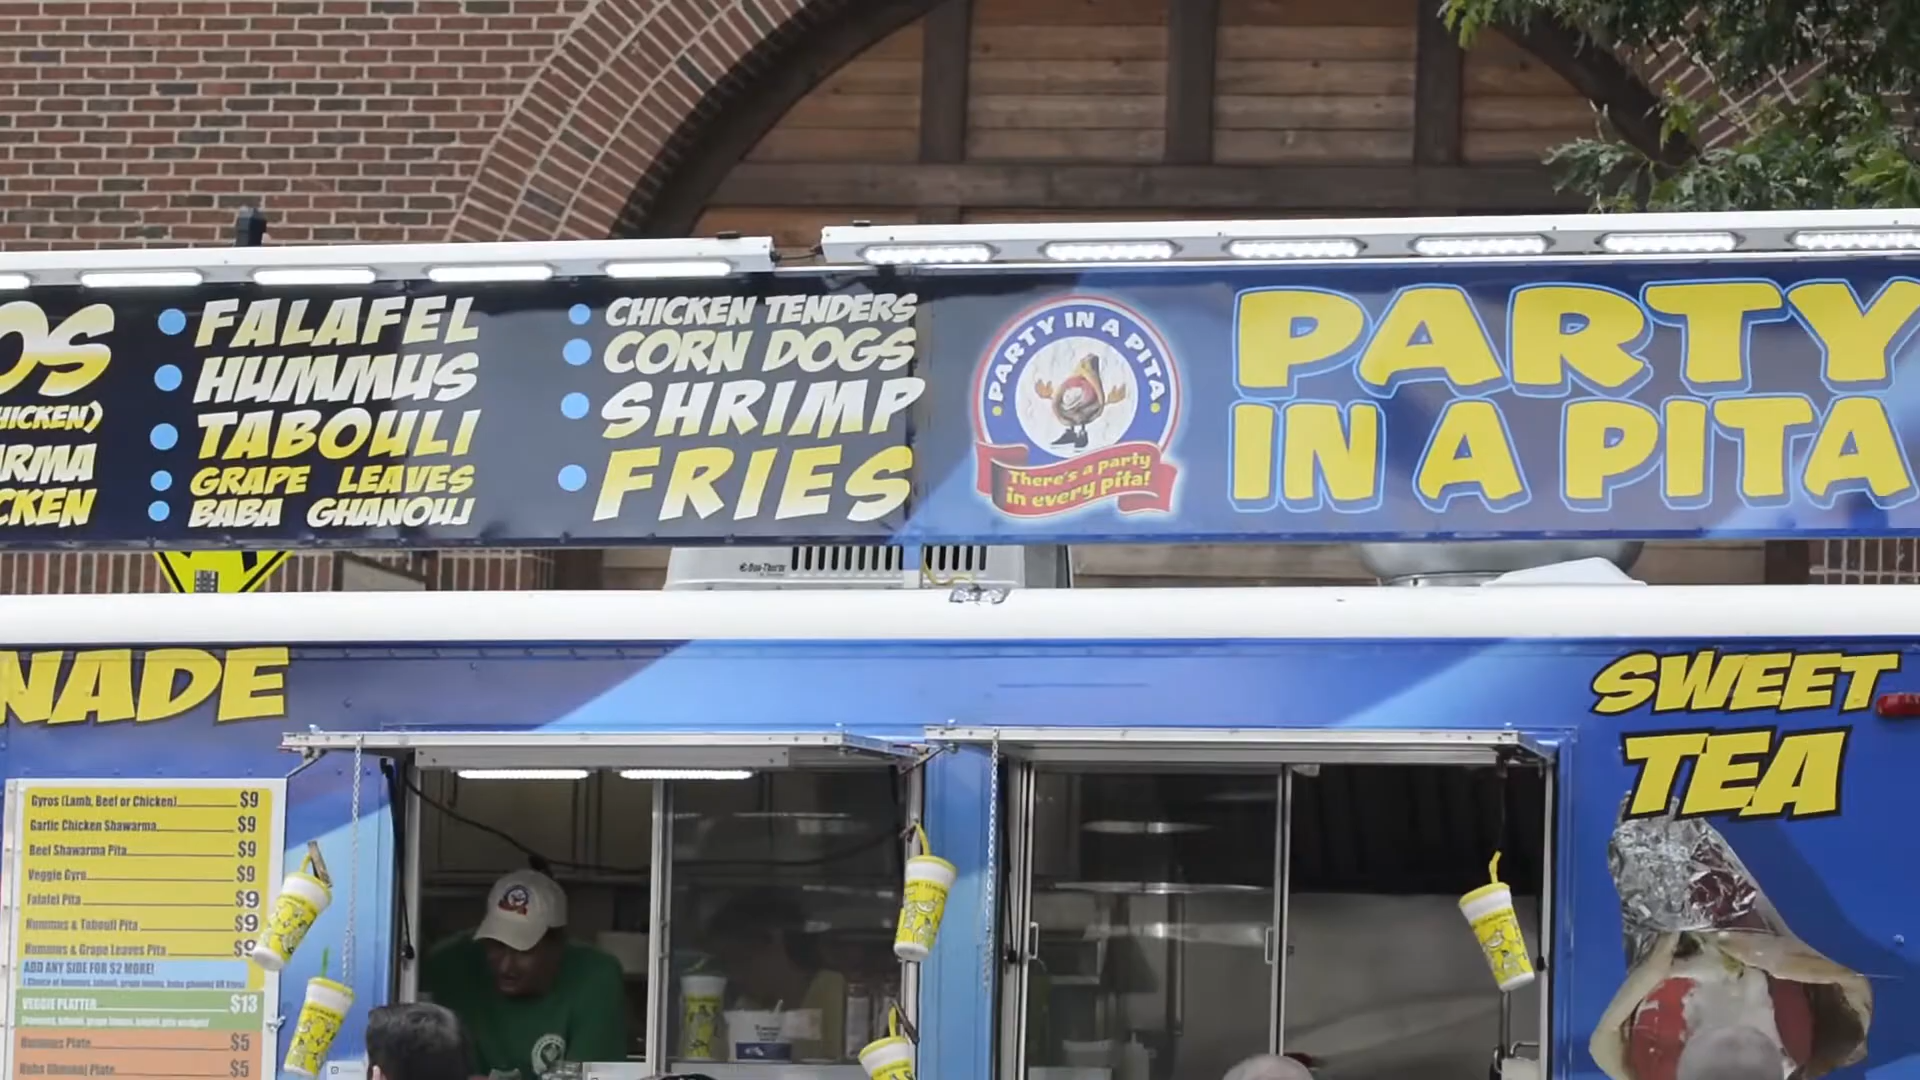 OS
HICKEN)
RMA
CKEN
FALAFEL
HUMMUS
TABOULI
GRAPE LEAVES
BABA GHANOUJ
CHICKEN TENDERS
CORN DOGS
SHRIMP
FRIES
PARTY IN A PITA
There's a party
in every pita!
PARTY
IN A PITA
Duo-Therm
NADE
SWEET
TEA
Gyros (Lamb, Beef or Chicken) $9
Garlic Chicken Shawarma $9
Beef Shawarma Pita $9
Veggie Gyro $9
Falafel Pita $9
Hummus & Tabouli Pita $9
Hummus & Grape Leaves Pita $9
ADD ANY SIDE FOR $2 MORE!
VEGGIE PLATTER $13
Hummus Plate $5
Baba Ghanouj Plate $5